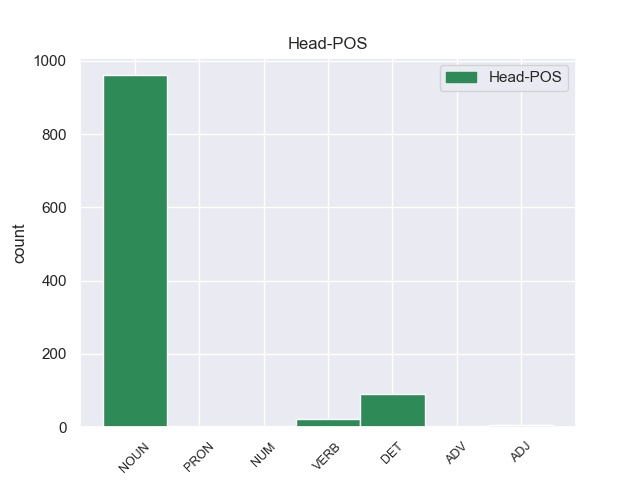 Head-POS
Head-POS
1000
800
600
400
200
0
count
NOUN
PRON
NUM
VERB
DET
ADV
ADJ